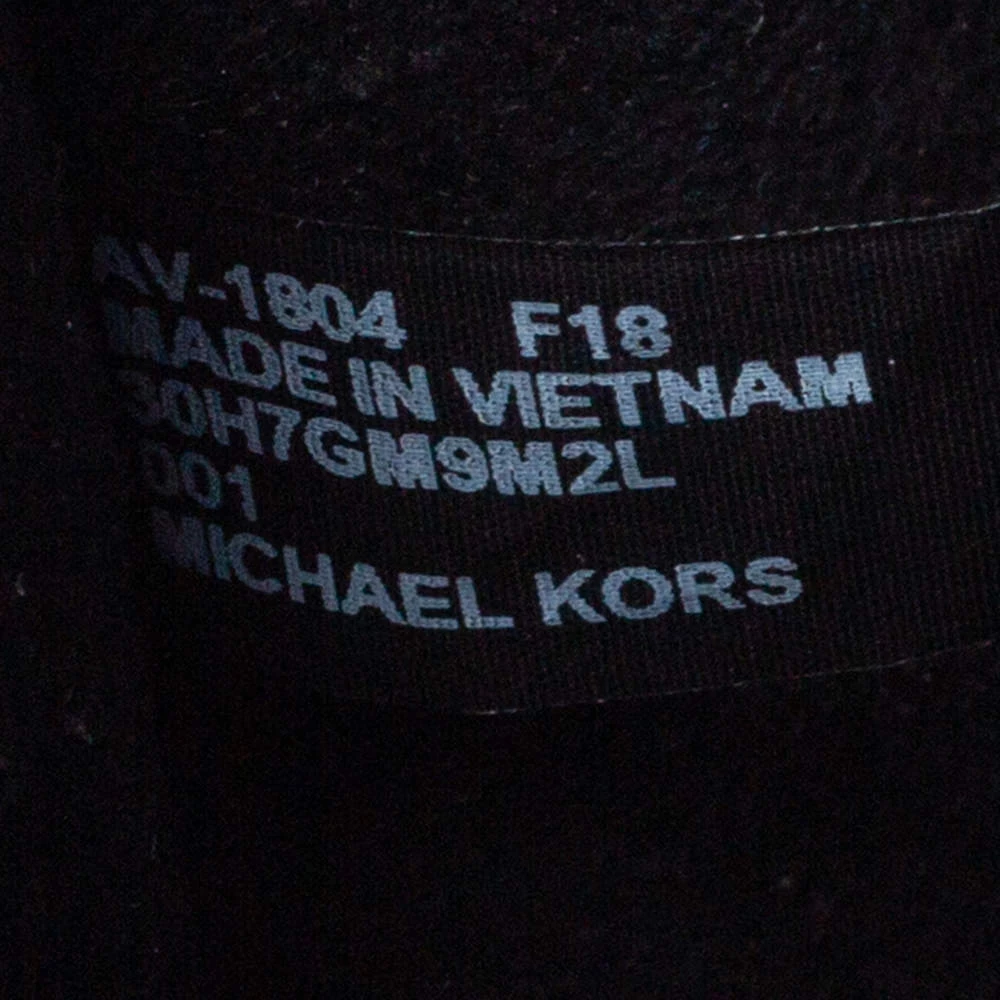 AV-1804 F18
MADE IN VIETNAM
30H7GM9M2L
001
MICHAEL KORS